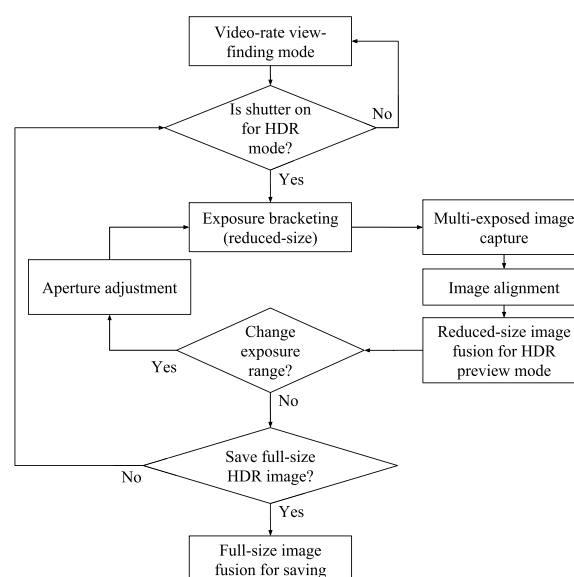 Video-rate view-
finding mode
Is shutter on
for HDR
mode?
No
Yes
Exposure bracketing
(reduced-size)
Multi-exposed image
capture
Aperture adjustment
Image alignment
Change
exposure
range?
Reduced-size image
fusion for HDR
preview mode
Yes
No
Save full-size
HDR image?
No
Yes
Full-size image
fusion for saving